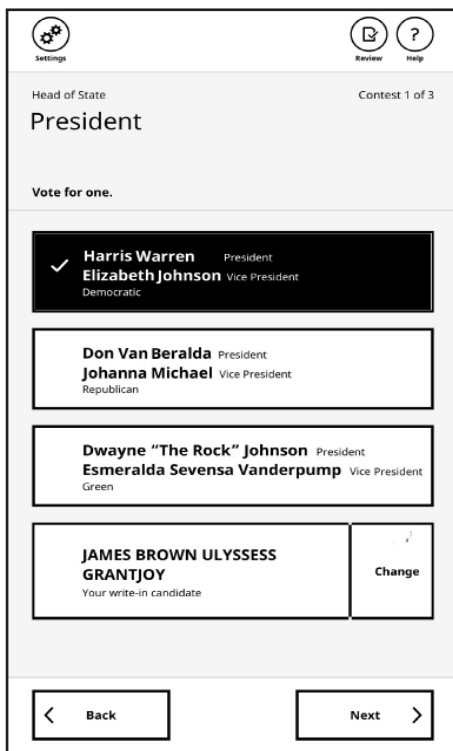 Settings
Review
?
Help
Head of State
Contest 1 of 3
President
Vote for one.
Harris Warren President
Elizabeth Johnson Vice President
Democratic
Don Van Beralda President
Johanna Michael Vice President
Republican
Dwayne “The Rock” Johnson President
Esmeralda Sevensa Vanderpump Vice President
Green
JAMES BROWN ULYSSESS
GRANTJOY
Your write-in candidate
Change
Back
Next